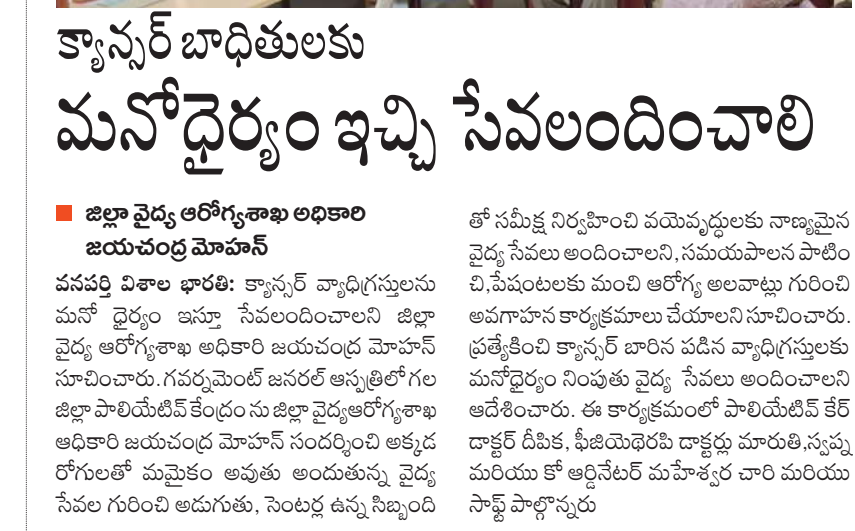 క్యాన్సర్ బాధితులకు
మనోధైర్యం ఇచ్చి సేవలందించాలి
జిల్లా వైద్య ఆరోగ్యశాఖ అధికారి
జయచంద్ర మోహన్
వనపర్తి విశాల భారతి: క్యాన్సర్ వ్యాధిగ్రస్తులను
మనో ధైర్యం ఇస్తూ సేవలందించాలని జిల్లా
వైద్య ఆరోగ్యశాఖ అధికారి జయచంద్ర మోహన్
సూచించారు.గవర్నమెంట్ జనరల్ ఆస్పత్రిలో గల
జిల్లా పాలియేటివ్ కేంద్రం ను జిల్లా వైద్యఆరోగ్యశాఖ
ఆధికారి జయచంద్ర మోహన్ సందర్శించి అక్కడ
రోగులతో మమైకం అవుతు అందుతున్న వైద్య
సేవల గురించి అడుగుతు, సెంటర్ల ఉన్న సిబ్బంది
తో సమీక్ష నిర్వహించి వయెవృద్ధులకు నాణ్యమైన
వైద్య సేవలు అందించాలని,సమయపాలన పాటిం
చి,పేషంటలకు మంచి ఆరోగ్య అలవాట్లు గురించి
అవగాహన కార్యక్రమాలు చేయాలని సూచించారు.
ప్రత్యేకించి క్యాన్సర్ బారిన పడిన వ్యాధిగ్రస్తులకు
మనోధైర్యం నింపుతు వైద్య సేవలు అందించాలని
ఆదేశించారు. ఈ కార్యక్రమంలో పాలియేటివ్ కేర్
డాక్టర్ దీపిక, ఫీజియెథెరపి డాక్టర్లు మారుతి,స్వప్న
మరియు కో ఆర్డినేటర్ మహేశ్వర చారి మరియు
సాఫ్ట్ పాల్గొన్నరు